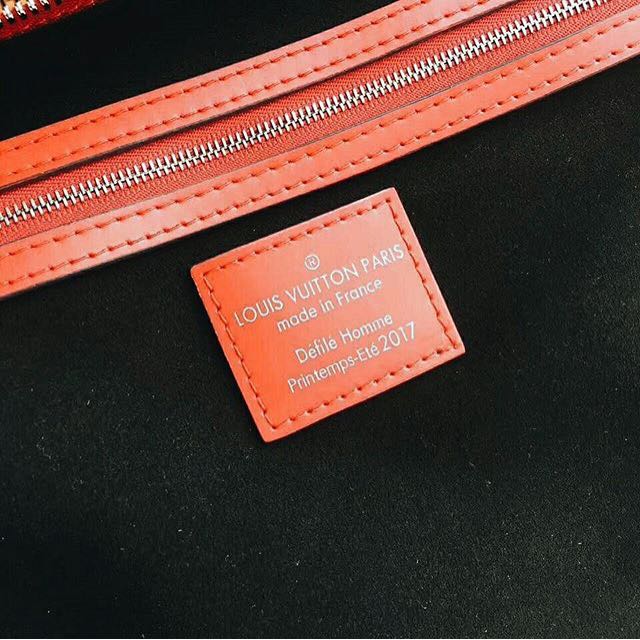 ®
LOUIS VUITTON PARIS
made in France
Défilé Homme
Printemps-Eté 2017